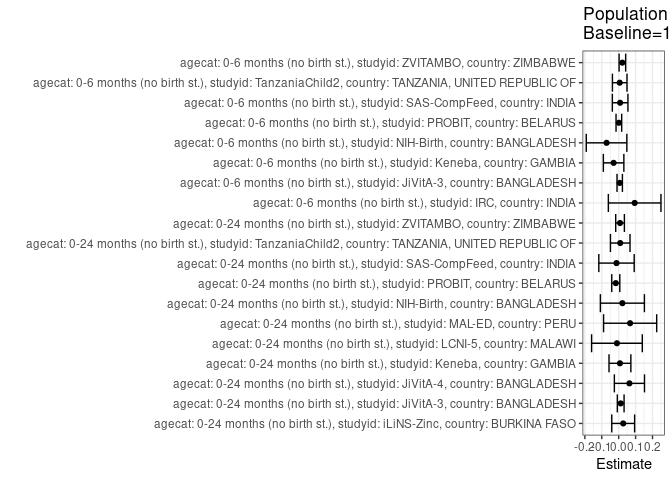 Population
Baseline=1
agecat: 0-6 months (no birth st.), studyid: ZVITAMBO, country: ZIMBABWE
agecat: 0-6 months (no birth st.), studyid: TanzaniaChild2, country: TANZANIA, UNITED REPUBLIC OF
agecat: 0-6 months (no birth st.), studyid: SAS-CompFeed, country: INDIA
agecat: 0-6 months (no birth st.), studyid: PROBIT, country: BELARUS
agecat: 0-6 months (no birth st.), studyid: NIH-Birth, country: BANGLADESH
agecat: 0-6 months (no birth st.), studyid: Keneba, country: GAMBIA
agecat: 0-6 months (no birth st.), studyid: JiVitA-3, country: BANGLADESH
agecat: 0-6 months (no birth st.), studyid: IRC, country: INDIA
agecat: 0-24 months (no birth st.), studyid: ZVITAMBO, country: ZIMBABWE
agecat: 0-24 months (no birth st.), studyid: TanzaniaChild2, country: TANZANIA, UNITED REPUBLIC OF
agecat: 0-24 months (no birth st.), studyid: SAS-CompFeed, country: INDIA
agecat: 0-24 months (no birth st.), studyid: PROBIT, country: BELARUS
agecat: 0-24 months (no birth st.), studyid: NIH-Birth, country: BANGLADESH
agecat: 0-24 months (no birth st.), studyid: MAL-ED, country: PERU
agecat: 0-24 months (no birth st.), studyid: LCNI-5, country: MALAWI
agecat: 0-24 months (no birth st.), studyid: Keneba, country: GAMBIA
agecat: 0-24 months (no birth st.), studyid: JiVitA-4, country: BANGLADESH
agecat: 0-24 months (no birth st.), studyid: JiVitA-3, country: BANGLADESH
agecat: 0-24 months (no birth st.), studyid: iLiNS-Zinc, country: BURKINA FASO
-0.2-0.10.00.10.2
Estimate